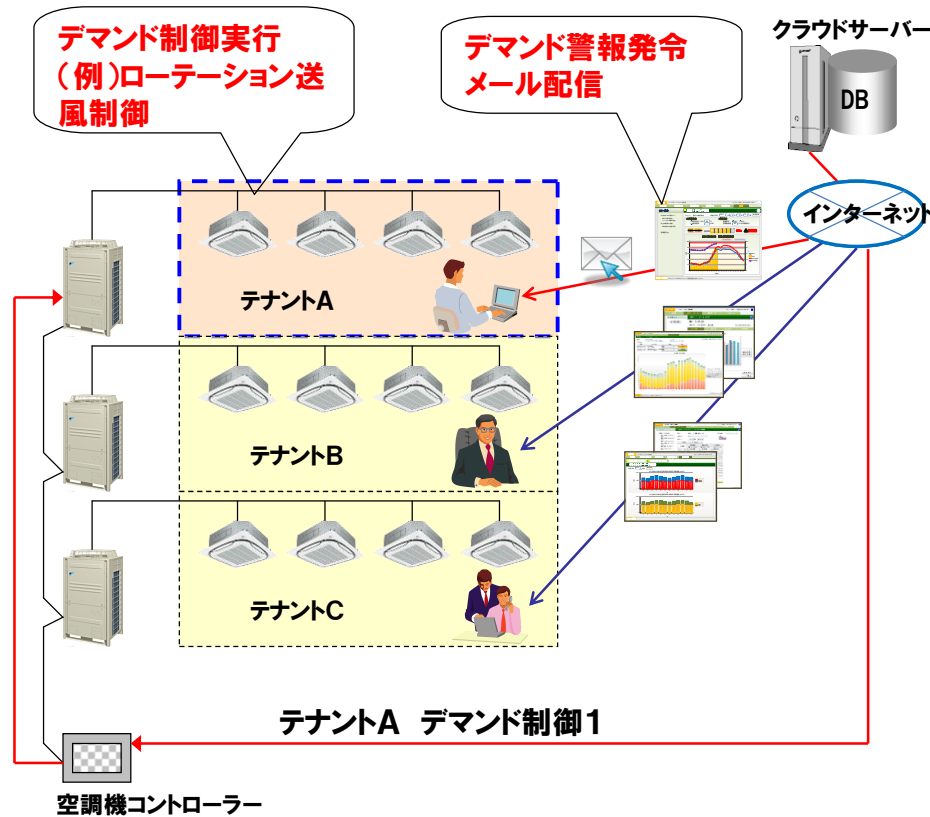 デマンド制御実行
（例）ローテーション送
風制御
デマンド警報発令
メール配信
クラウドサーバー
DB
インターネット
テナントA
テナントB
テナントC
テナントA　デマンド制御１
空調機コントローラー